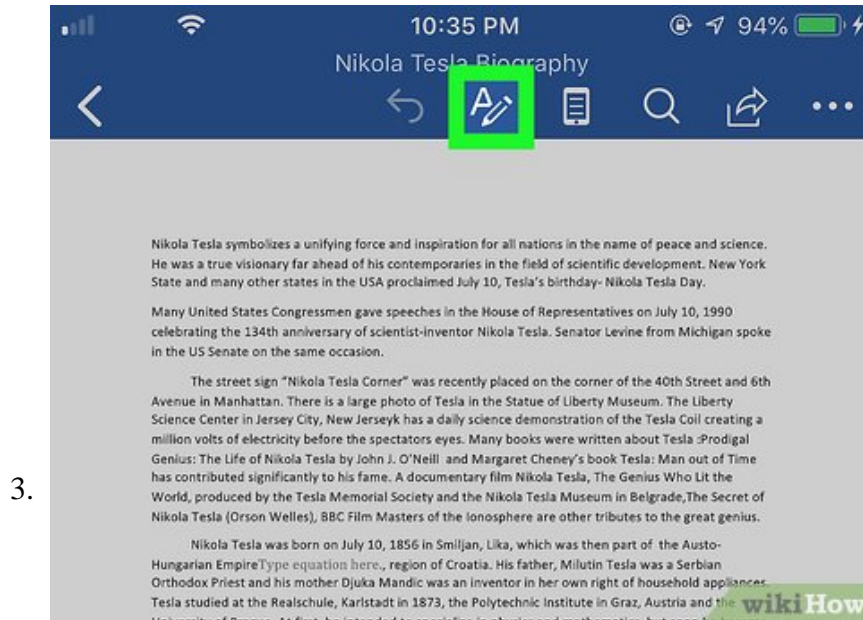 10:35 PM
94%
Nikola Tesla Biography
Nikola Tesla symbolizes a unifying force and inspiration for all nations in the name of peace and science.
He was a true visionary far ahead of his contemporaries in the field of scientific development. New York
State and many other states in the USA proclaimed July 10, Tesla's birthday- Nikola Tesla Day.
Many United States Congressmen gave speeches in the House of Representatives on July 10, 1990
celebrating the 134th anniversary of scientist-inventor Nikola Tesla. Senator Levine from Michigan spoke
in the US Senate on the same occasion.
The street sign "Nikola Tesla Corner" was recently placed on the corner of the 40th Street and 6th
Avenue in Manhattan. There is a large photo of Tesla in the Statue of Liberty Museum. The Liberty
Science Center in Jersey City, New Jerseyk has a daily science demonstration of the Tesla Coil creating a
million volts of electricity before the spectators eyes. Many books were written about Tesla :Prodigal
Genius: The Life of Nikola Tesla by John J. O'Neill and Margaret Cheney's book Tesla: Man out of Time
has contributed significantly to his fame. A documentary film Nikola Tesla, The Genius Who Lit the
3.
World, produced by the Tesla Memorial Society and the Nikola Tesla Museum in Belgrade,The Secret of
Nikola Tesla (Orson Welles), BBC Film Masters of the Ionosphere are other tributes to the great genius.
Nikola Tesla was born on July 10, 1856 in Smiljan, Lika, which was then part of the Austo-
Hungarian EmpireType equation here., region of Croatia. His father, Milutin Tesla was a Serbian
Orthodox Priest and his mother Djuka Mandic was an inventor in her own right of household appliances.
Tesla studied at the Realschule, Karlstadt in 1873, the Polytechnic Institute in Graz, Austria and the
wikiHow